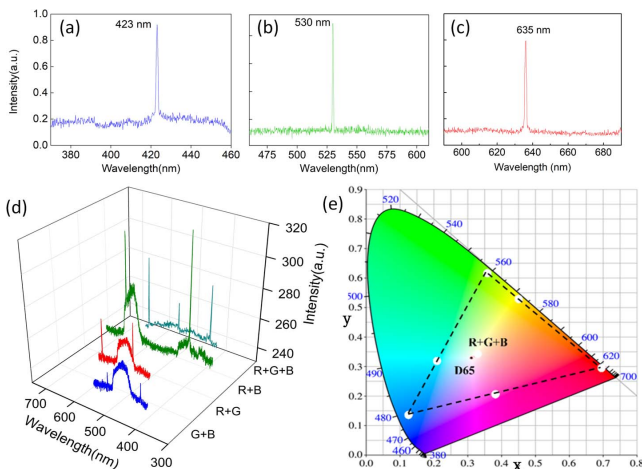 (a)
423 nm
Intensity(a.u.)
1.0
0.8
0.6
0.4
0.2
0.0
380 400 420 440 460
Wavelength(nm)
(b)
530 nm
475 500 525 550 575 600
Wavelength(nm)
(c)
635 nm
600 620 640 660 680
Wavelength (nm)
(d)
320
300
280
260
240
Intensity(a.u.)
R+G+B
R+B
R+G
G+B
700
600
500
400
300
Wavelength(nm)
(e)
0.9
0.8
0.7
0.6
0.5
0.4
0.3
0.2
0.1
0.0
y
0.0 0.1 0.2 0.3 0.4 0.5 0.6 0.7 0.8
x
520
540
560
580
600
620
700
500
490
480
470
460
380
R+G+B
D65